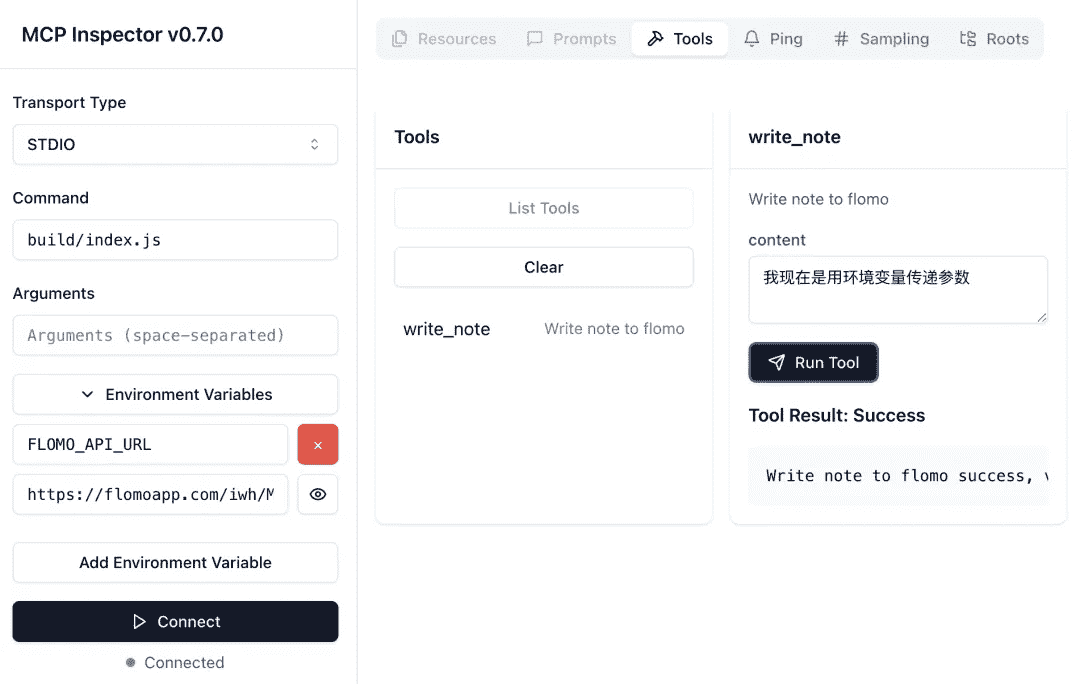 MCP Inspector v0.7.0
Transport Type
STDIO
Command
build/index.js
Arguments
Arguments (space-separated)
Environment Variables
FLOMO_API_URL
https://flomoapp.com/iwh/M
Add Environment Variable
Connect
Connected
Resources
Prompts
Tools
Ping
Sampling
Roots
Tools
List Tools
Clear
write_note Write note to flomo
write_note
Write note to flomo
content
我现在是用环境变量传递参数
Run Tool
Tool Result: Success
Write note to flomo success,